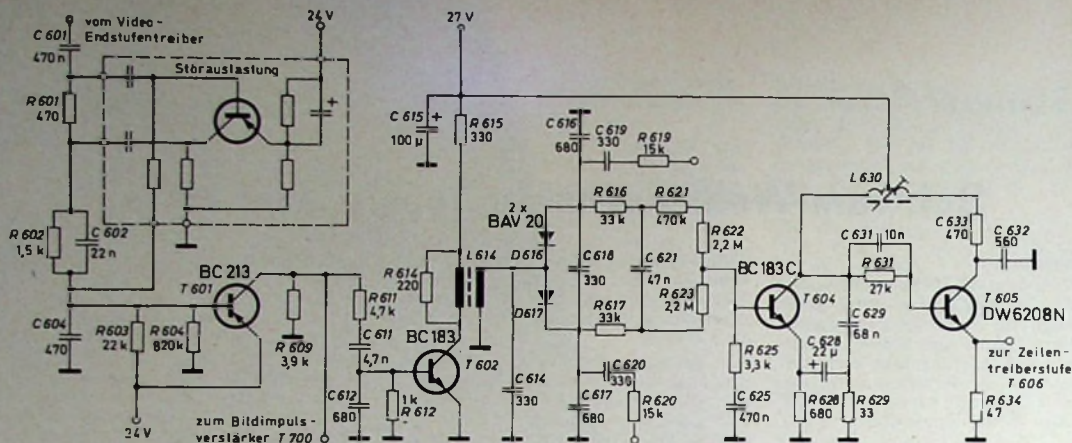 vom Video-
Endstufentreiber
C 601
470 n
24V
Störaustastung
R 601
470
R 602
1,5 k
C 602
22 n
C 604
470
R 603
22 k
R 604
820 k
24V
BC 213
T 601
R 609
3,9 k
zum Bildimpuls-
verstärker T 700
27 V
C 615
100 µ
R 615
330
R 614
220
L 614
R 611
4,7 k
C 611
4,7 n
BC 183
T 602
C 612
680
1k
R 612
C 614
330
2 x
BAV 20
D 616
D 617
C 616
680
C 619
330
R 619
15 k
R 616
33 k
R 621
470 k
C 618
330
C 621
47 n
R 622
2,2 M
R 623
2,2 M
R 617
33 k
C 620
330
C 617
680
R 620
15 k
BC 183 C
T 604
R 625
3,3 k
C 625
470 n
L 630
C 631
10 n
R 631
27 k
C 629
68 n
C 628
22 µ
R 628
680
R 629
33
C 633
470
C 632
560
T 605
DW 6208N
zur Zeilen-
treiberstufe
T 606
R 634
47